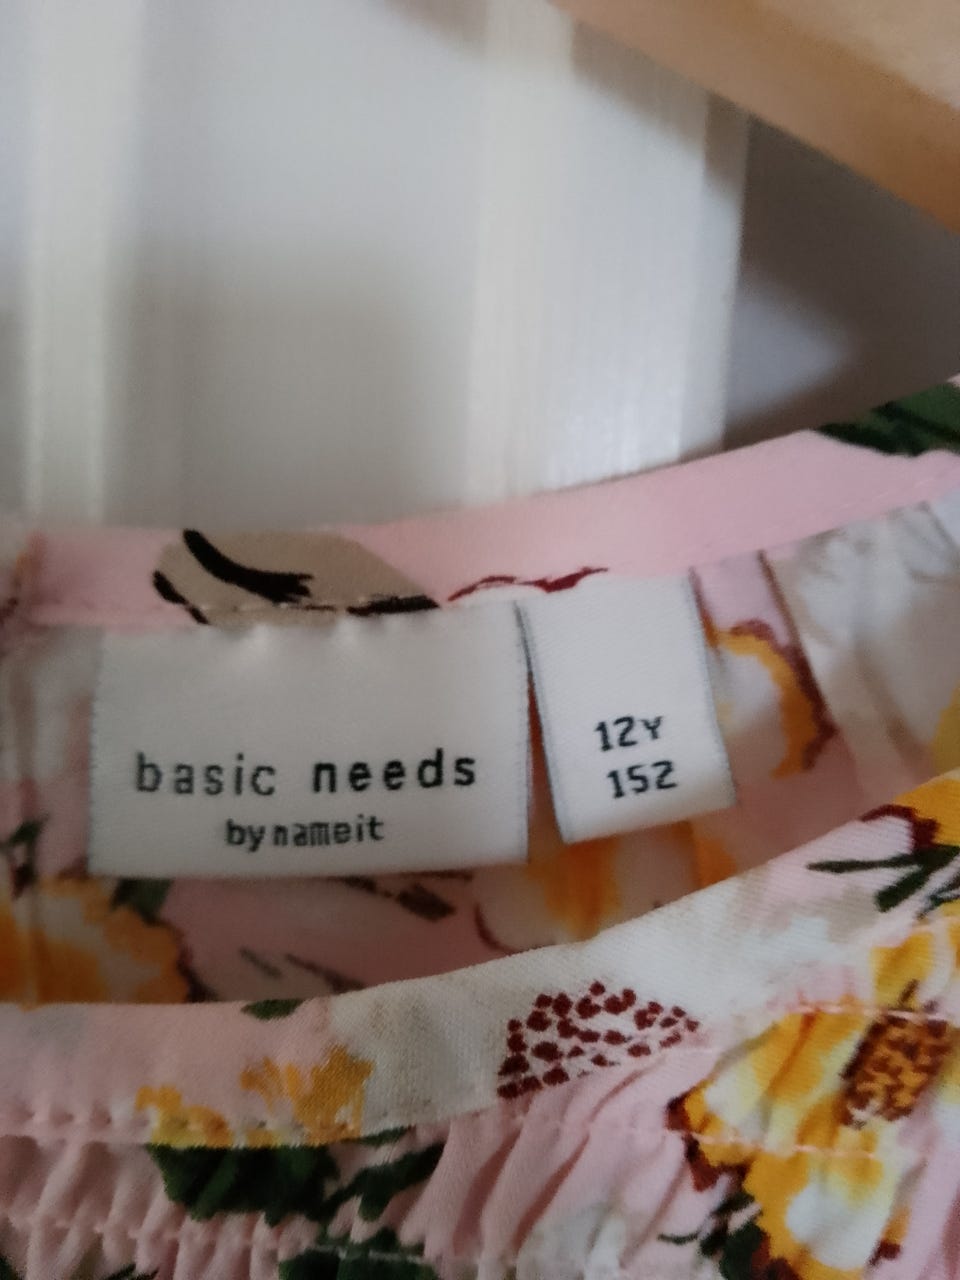 basic needs
by nameit
12Y
152